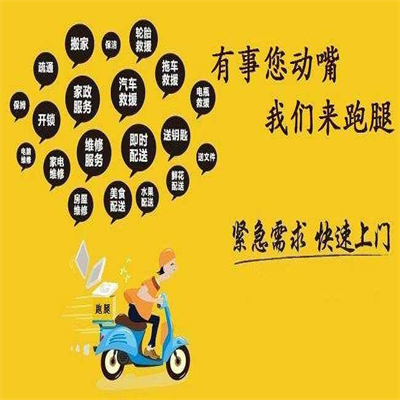 搬家
保洁
轮胎
救援
疏通
家政
服务
汽车
救援
拖车
救援
保姆
开锁
电瓶
救援
维修
服务
即时
配送
送钥匙
电脑
维修
家电
维修
送文件
房屋
维修
美食
配送
水果
配送
鲜花
配送
有事您动嘴
我们来跑腿
紧急需求 快速上门
跑腿